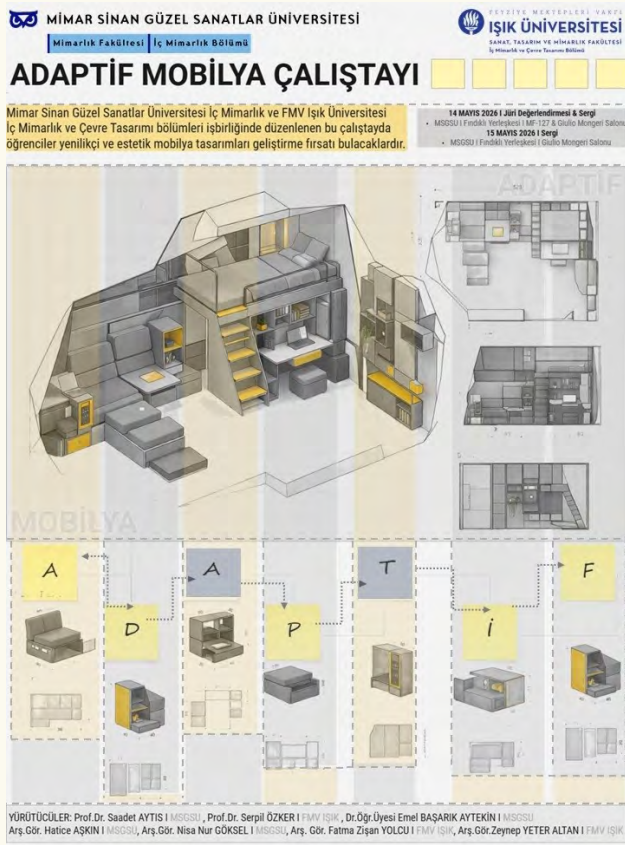 MİMAR SİNAN GÜZEL SANATLAR ÜNİVERSİTESİ
Mimarlık Fakültesi İç Mimarlık Bölümü
FEYZİYE MEKTEPLERİ VAKFI
IŞIK ÜNİVERSİTESİ
SANAT, TASARIM VE MİMARLIK FAKÜLTESİ
İç Mimarlık ve Çevre Tasarımı Bölümü
ADAPTİF MOBİLYA ÇALIŞTAYI
Mimar Sinan Güzel Sanatlar Üniversitesi İç Mimarlık ve FMV Işık Üniversitesi
İç Mimarlık ve Çevre Tasarımı bölümleri işbirliğinde düzenlenen bu çalıştayda
öğrenciler yenilikçi ve estetik mobilya tasarımları geliştirme fırsatı bulacaklardır.
14 MAYIS 2026 I Jüri Değerlendirmesi & Sergi
• MSGSU I Fındıklı Yerleşkesi I MF-127 & Giulio Mongeri Salonu
15 MAYIS 2026 I Sergi
• MSGSU I Fındıklı Yerleşkesi I Giulio Mongeri Salonu
ADAPTİF
MOBİLYA
A D A P T İ F
YÜRÜTÜCÜLER: Prof.Dr. Saadet AYTIS I MSGSU , Prof.Dr. Serpil ÖZKER I FMV IŞIK , Dr.Öğr.Üyesi Emel BAŞARIK AYTEKİN I MSGSU
Arş.Gör. Hatice AŞKIN I MSGSU, Arş.Gör. Nisa Nur GÖKSEL I MSGSU, Arş. Gör. Fatma Zişan YOLCU I FMV IŞIK, Arş.Gör.Zeynep YETER ALTAN I FMV IŞIK